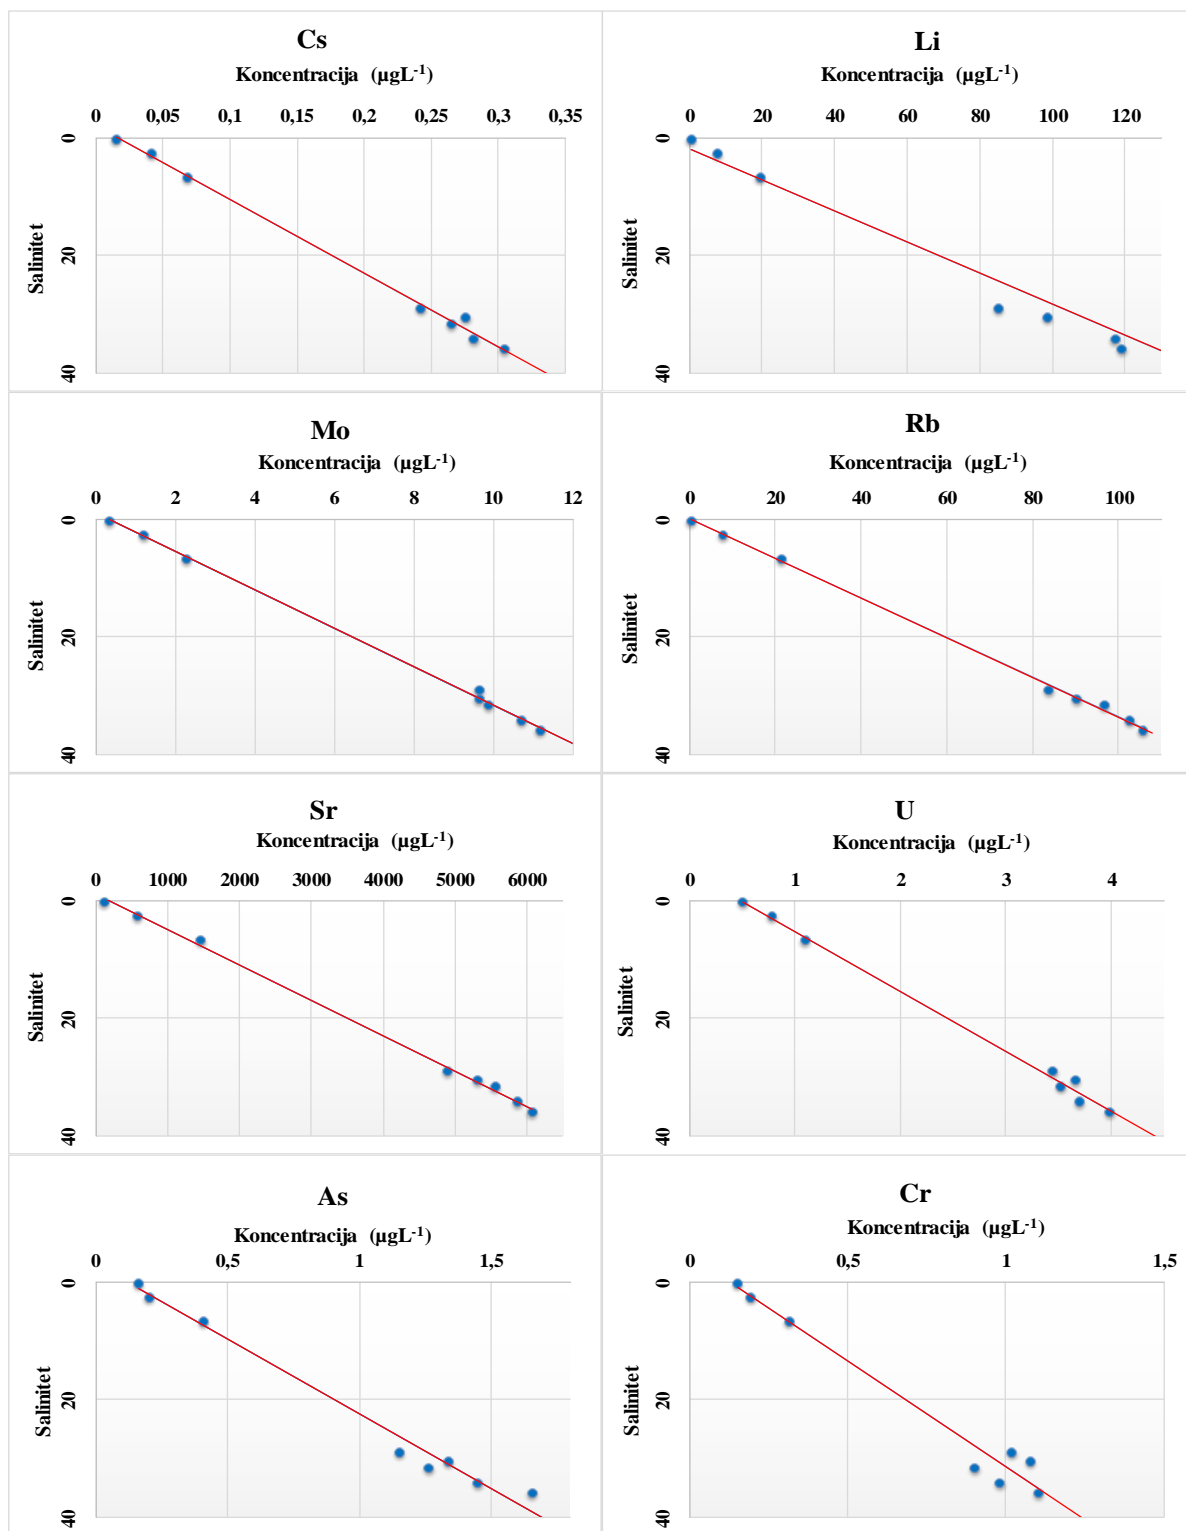 Cs
Koncentracija (µgL-1)
0 0,05 0,1 0,15 0,2 0,25 0,3 0,35
0
20
40
Salinitet
Li
Koncentracija (µgL-1)
0 20 40 60 80 100 120
0
20
40
Salinitet
Mo
Koncentracija (µgL-1)
0 2 4 6 8 10 12
0
20
40
Salinitet
Rb
Koncentracija (µgL-1)
0 20 40 60 80 100
0
20
40
Salinitet
Sr
Koncentracija (µgL-1)
0 1000 2000 3000 4000 5000 6000
0
20
40
Salinitet
U
Koncentracija (µgL-1)
0 1 2 3 4
0
20
40
Salinitet
As
Koncentracija (µgL-1)
0 0,5 1 1,5
0
20
40
Salinitet
Cr
Koncentracija (µgL-1)
0 0,5 1 1,5
0
20
40
Salinitet